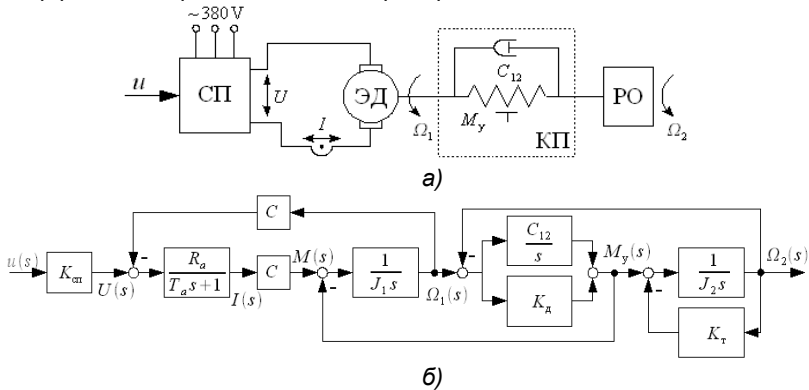 ~380 V
u
СП
U
I
ЭД
Ω₁
C₁₂
Mу
КП
РО
Ω₂
а)
u(s)
Kсп
U(s)
-
C
Rₐ
Tₐs+1
I(s)
C
M(s)
-
1
J₁s
Ω₁(s)
-
C₁₂
s
Kд
Mу(s)
-
1
J₂s
Kт
Ω₂(s)
б)